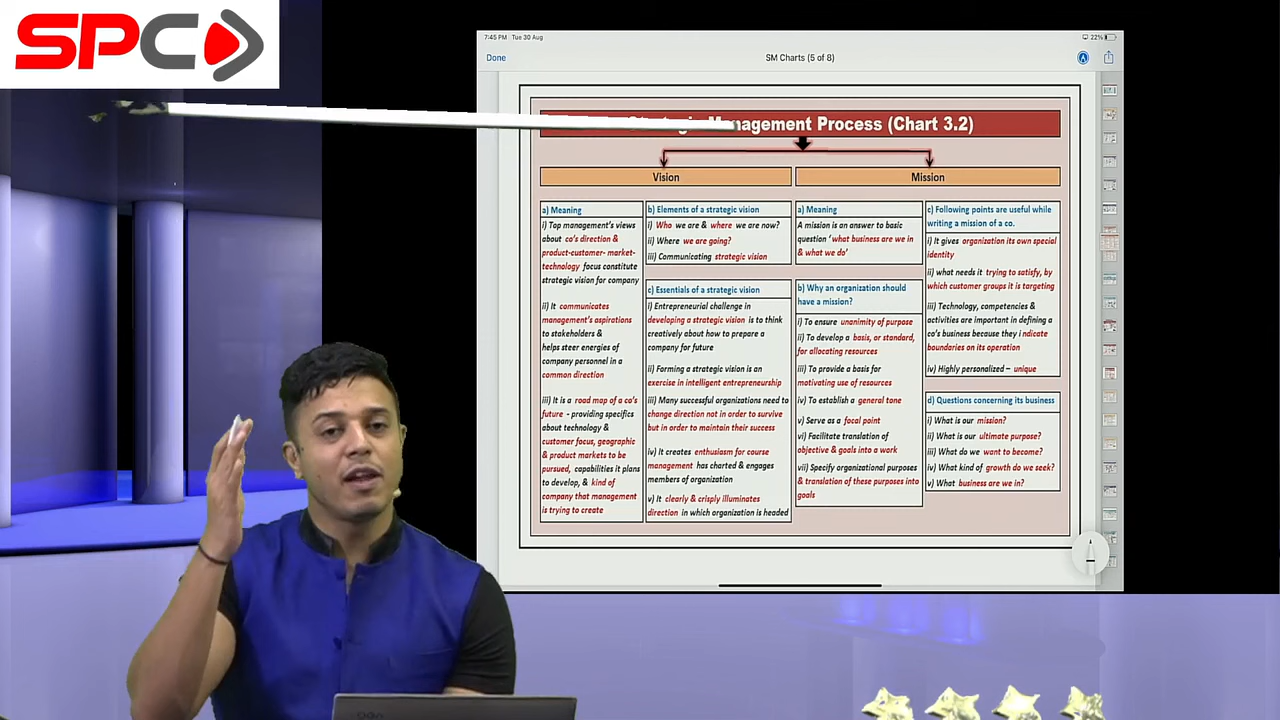 SPC
7:45 PM Tue 30 Aug
22%
Done
SM Charts (5 of 8)
Management Process (Chart 3.2)
Vision
Mission
a) Meaning
i) Top management's views
about co's direction &
product-customer- market-
technology focus constitute
strategic vision for company
ii) It communicates
management's aspirations
to stakeholders &
helps steer energies of
company personnel in a
common direction
iii) It is a road map of a co's
future - providing specifics
about technology &
customer focus, geographic
& product markets to be
pursued, capabilities it plans
to develop, & kind of
company that management
is trying to create
b) Elements of a strategic vision
i) Who we are & where we are now?
ii) Where we are going?
iii) Communicating strategic vision
c) Essentials of a strategic vision
i) Entrepreneurial challenge in
developing a strategic vision is to think
creatively about how to prepare a
company for future
ii) Forming a strategic vision is an
exercise in intelligent entrepreneurship
iii) Many successful organizations need to
change direction not in order to survive
but in order to maintain their success
iv) It creates enthusiasm for course
management has charted & engages
members of organization
v) It clearly & crisply illuminates
direction in which organization is headed
a) Meaning
A mission is an answer to basic
question 'what business are we in
& what we do'
b) Why an organization should
have a mission?
i) To ensure unanimity of purpose
ii) To develop a basis, or standard,
for allocating resources
iii) To provide a basis for
motivating use of resources
iv) To establish a general tone
v) Serve as a focal point
vi) Facilitate translation of
objective & goals into a work
vii) Specify organizational purposes
& translation of these purposes into
goals
c) Following points are useful while
writing a mission of a co.
i) It gives organization its own special
identity
ii) what needs it trying to satisfy, by
which customer groups it is targeting
iii) Technology, competencies &
activities are important in defining a
co's business because they i ndicate
boundaries on its operation
iv) Highly personalized – unique
d) Questions concerning its business
i) What is our mission?
ii) What is our ultimate purpose?
iii) What do we want to become?
iv) What kind of growth do we seek?
v) What business are we in?